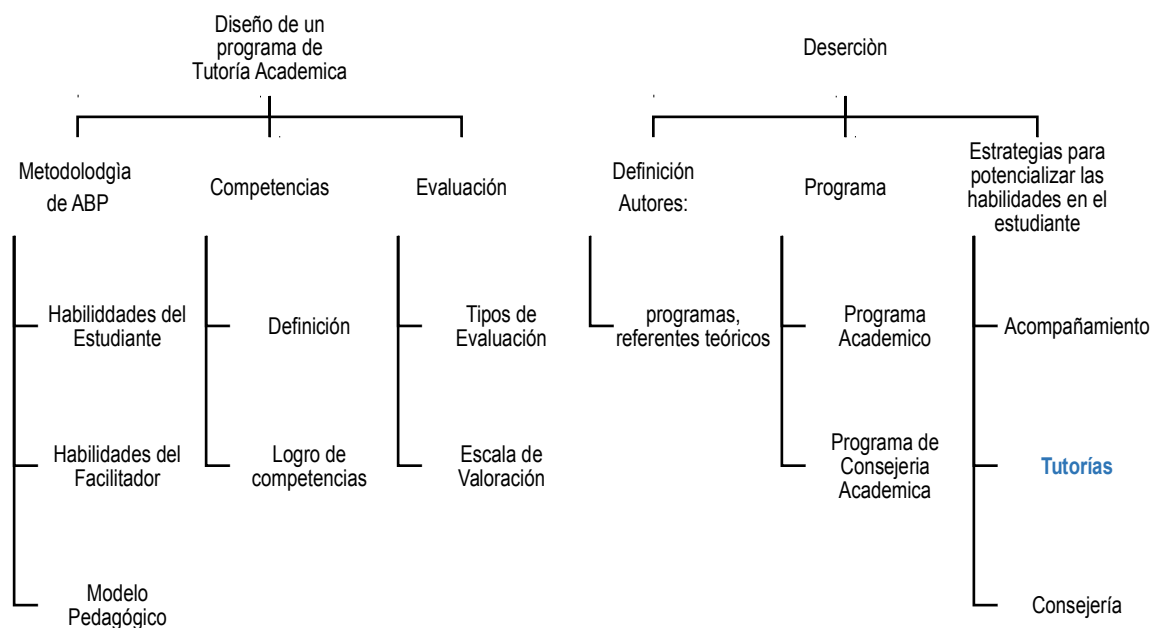 Diseño de un
programa de
Tutoría Academica
Metodolodgìa
de ABP
Habiliddades del
Estudiante
Habilidades del
Facilitador
Modelo
Pedagógico
Competencias
Definición
Logro de
competencias
Evaluación
Tipos de
Evaluación
Escala de
Valoración
Deserciòn
Definición
Autores:
programas,
referentes teóricos
Programa
Programa
Academico
Programa de
Consejeria
Academica
Estrategias para
potencializar las
habilidades en el
estudiante
Acompañamiento
Tutorías
Consejería